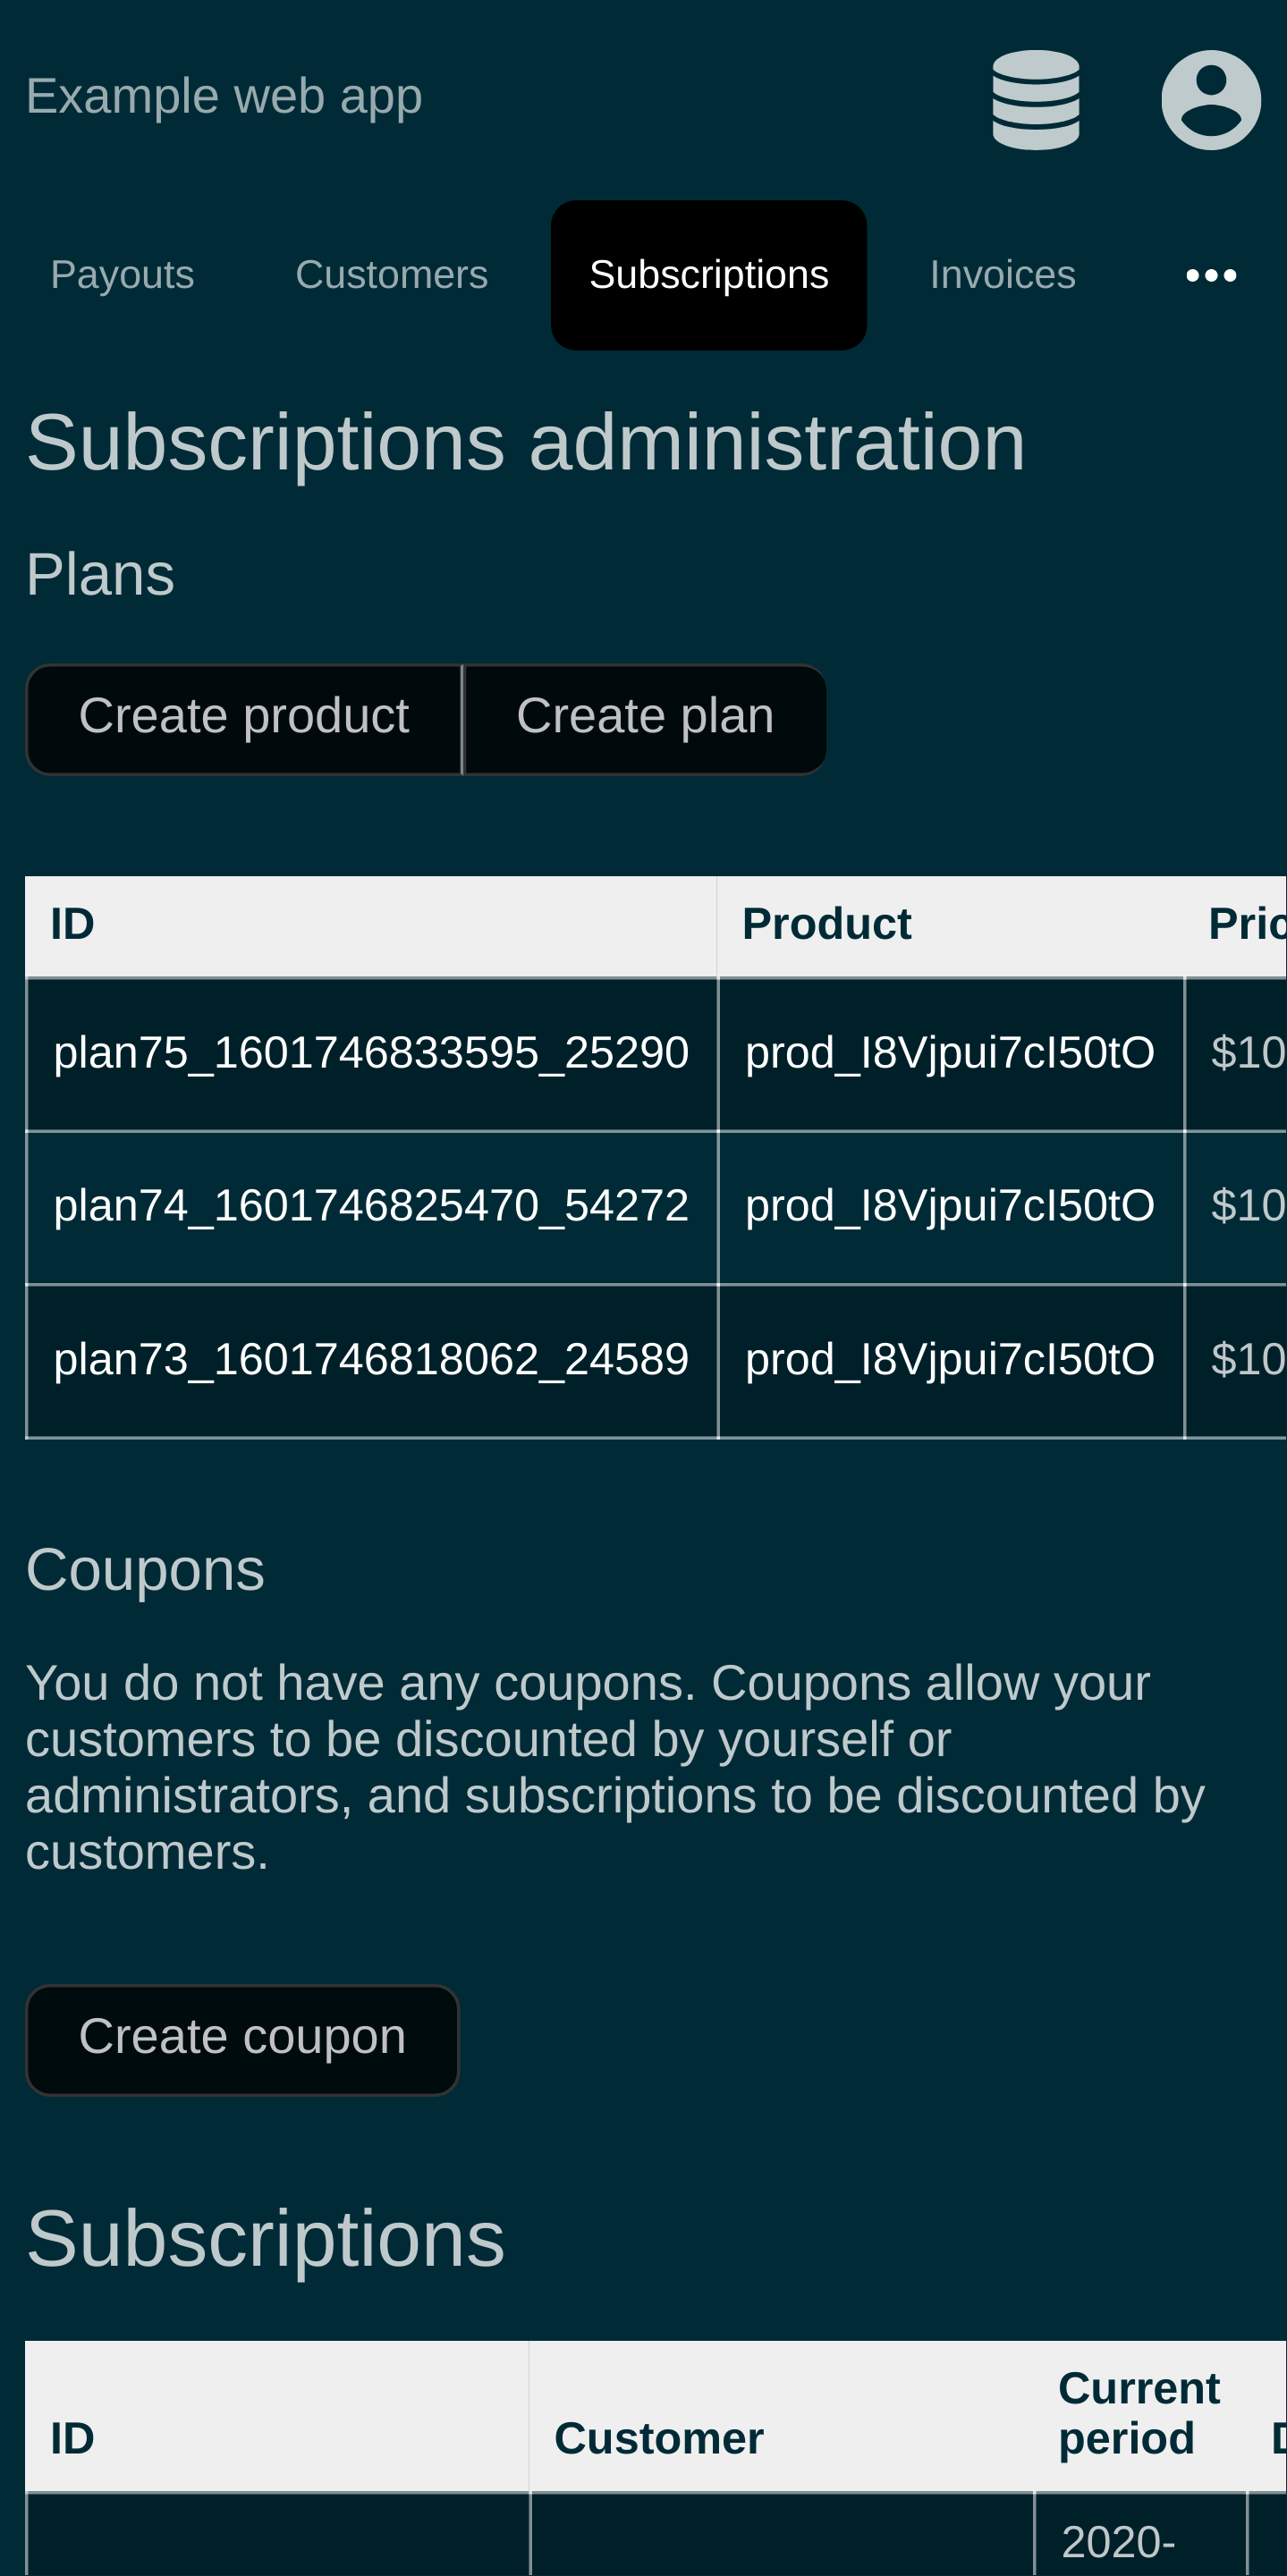 Example web app
Payouts Customers Subscriptions Invoices
Subscriptions administration
Plans
Create product Create plan
ID Product
plan75_1601746833595_25290 prod_I8Vjpui7cI50tO $10
plan74_1601746825470_54272 prod_I8Vjpui7cI50tO $10
plan73_1601746818062_24589 prod_I8Vjpui7cI50tO $10
Coupons
You do not have any coupons. Coupons allow your
customers to be discounted by yourself or
administrators, and subscriptions to be discounted by
customers.
Create coupon
Subscriptions
ID Customer Current
period
2020-